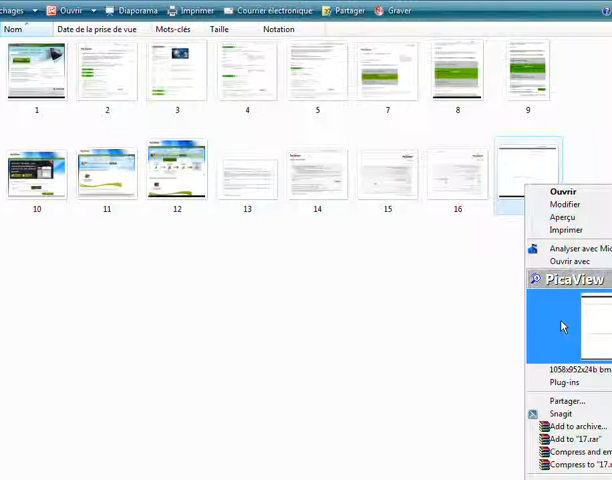 chages Ouvrir Diaporama Imprimer Courrier électronique Partager Graver
Nom Date de la prise de vue Mots-clés Taille Notation
1 2 3 4 5 7 8 9
10 11 12 13 14 15 16
Ouvrir
Modifier
Aperçu
Imprimer
Analyser avec Mic
Ouvrir avec
PicaView
1058x952x24b bm
Plug-ins
Partager...
Snagit
Add to archive...
Add to "17.rar"
Compress and em
Compress to "17.ra